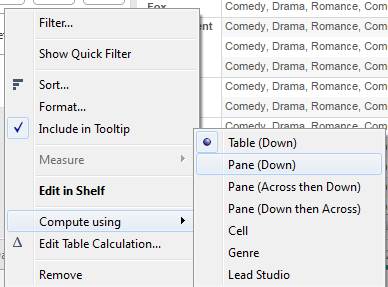 Fox
Comedy, Drama, Romance, Com
Comedy, Drama, Romance, Com
Comedy, Drama, Romance, Com
Comedy, Drama, Romance, Com
Comedy, Drama, Romance, Com
Comedy, Drama, Romance, Com
Filter...
Show Quick Filter
Sort...
Format...
Include in Tooltip
Measure
Edit in Shelf
Compute using
Edit Table Calculation...
Remove
Table (Down)
Pane (Down)
Pane (Across then Down)
Pane (Down then Across)
Cell
Genre
Lead Studio